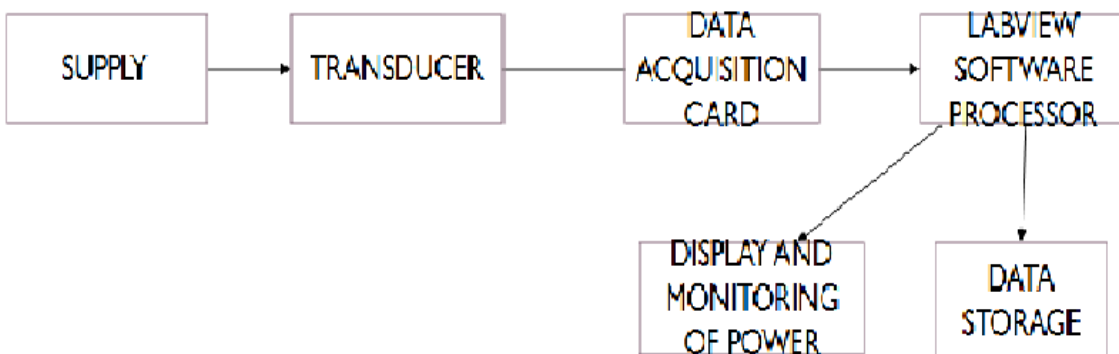 SUPPLY
TRANSDUCER
DATA
ACQUISITION
CARD
LABVIEW
SOFTWARE
PROCESSOR
DISPLAY AND
MONITORING
OF POWER
DATA
STORAGE